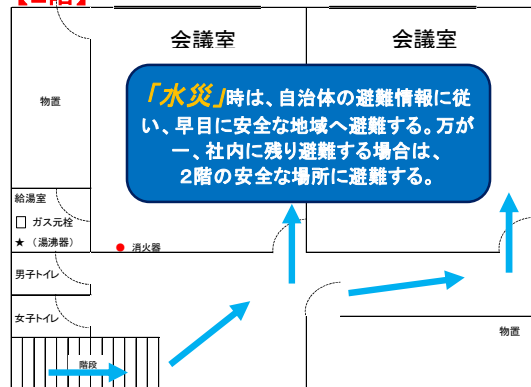 会議室
会議室
物置
「水災」時は、自治体の避難情報に従
い、早目に安全な地域へ避難する。万が
一、社内に残り避難する場合は、
2階の安全な場所に避難する。
給湯室
□ ガス元栓
★ （湯沸器）
● 消火器
男子トイレ
女子トイレ
階段
物置